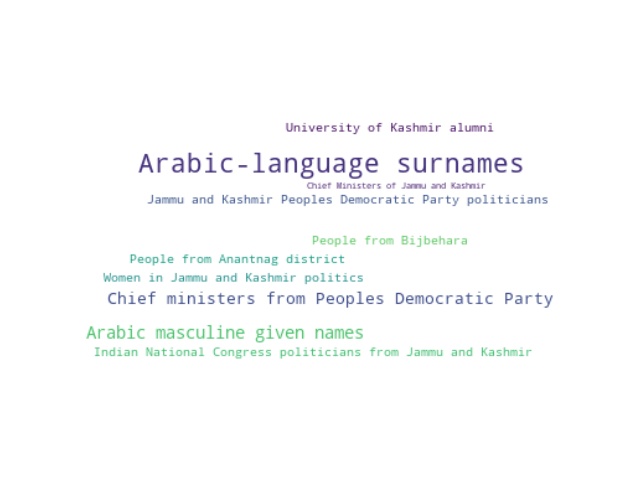 University of Kashmir alumni
Arabic-language surnames
Chief Ministers of Jammu and Kashmir
Jammu and Kashmir Peoples Democratic Party politicians
People from Bijbehara
People from Anantnag district
Women in Jammu and Kashmir politics
Chief ministers from Peoples Democratic Party
Arabic masculine given names
Indian National Congress politicians from Jammu and Kashmir